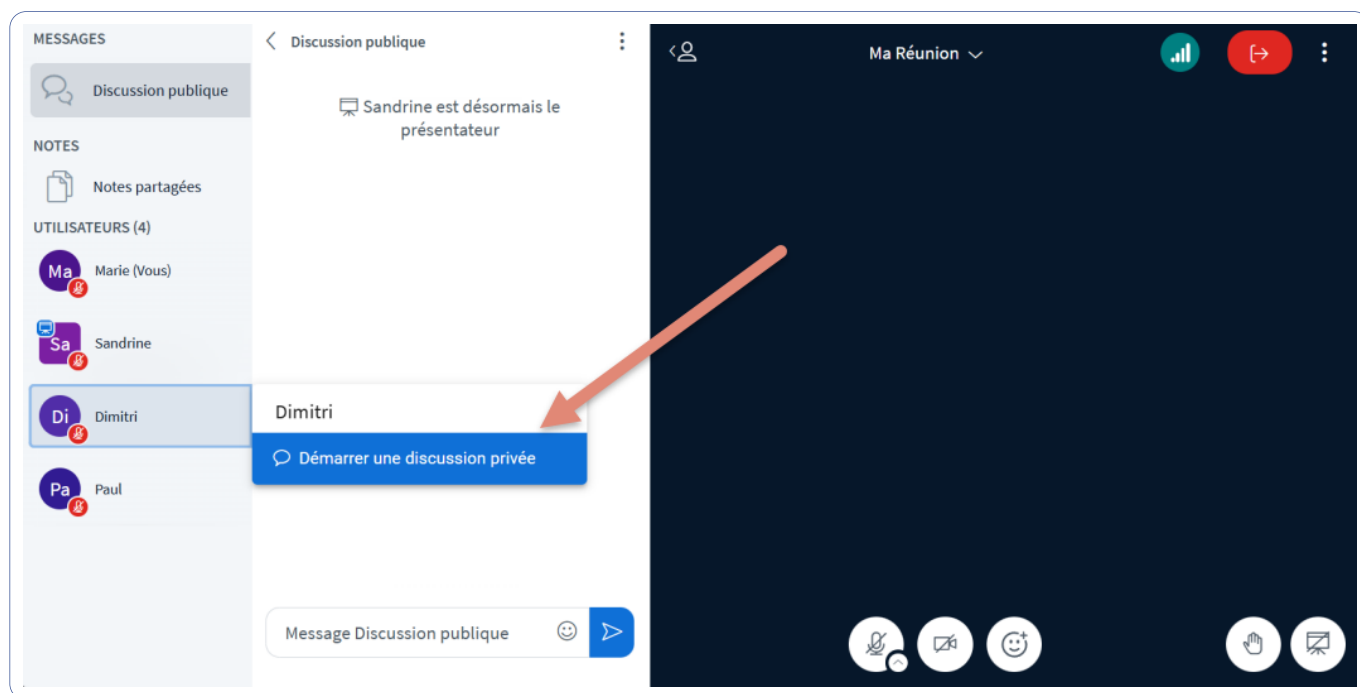 MESSAGES
Discussion publique
NOTES
Notes partagées
UTILISATEURS (4)
Ma
Marie (Vous)
Sa
Sandrine
Di
Dimitri
Pa
Paul
Discussion publique
Sandrine est désormais le
présentateur
Dimitri
Démarrer une discussion privée
Message Discussion publique
Ma Réunion